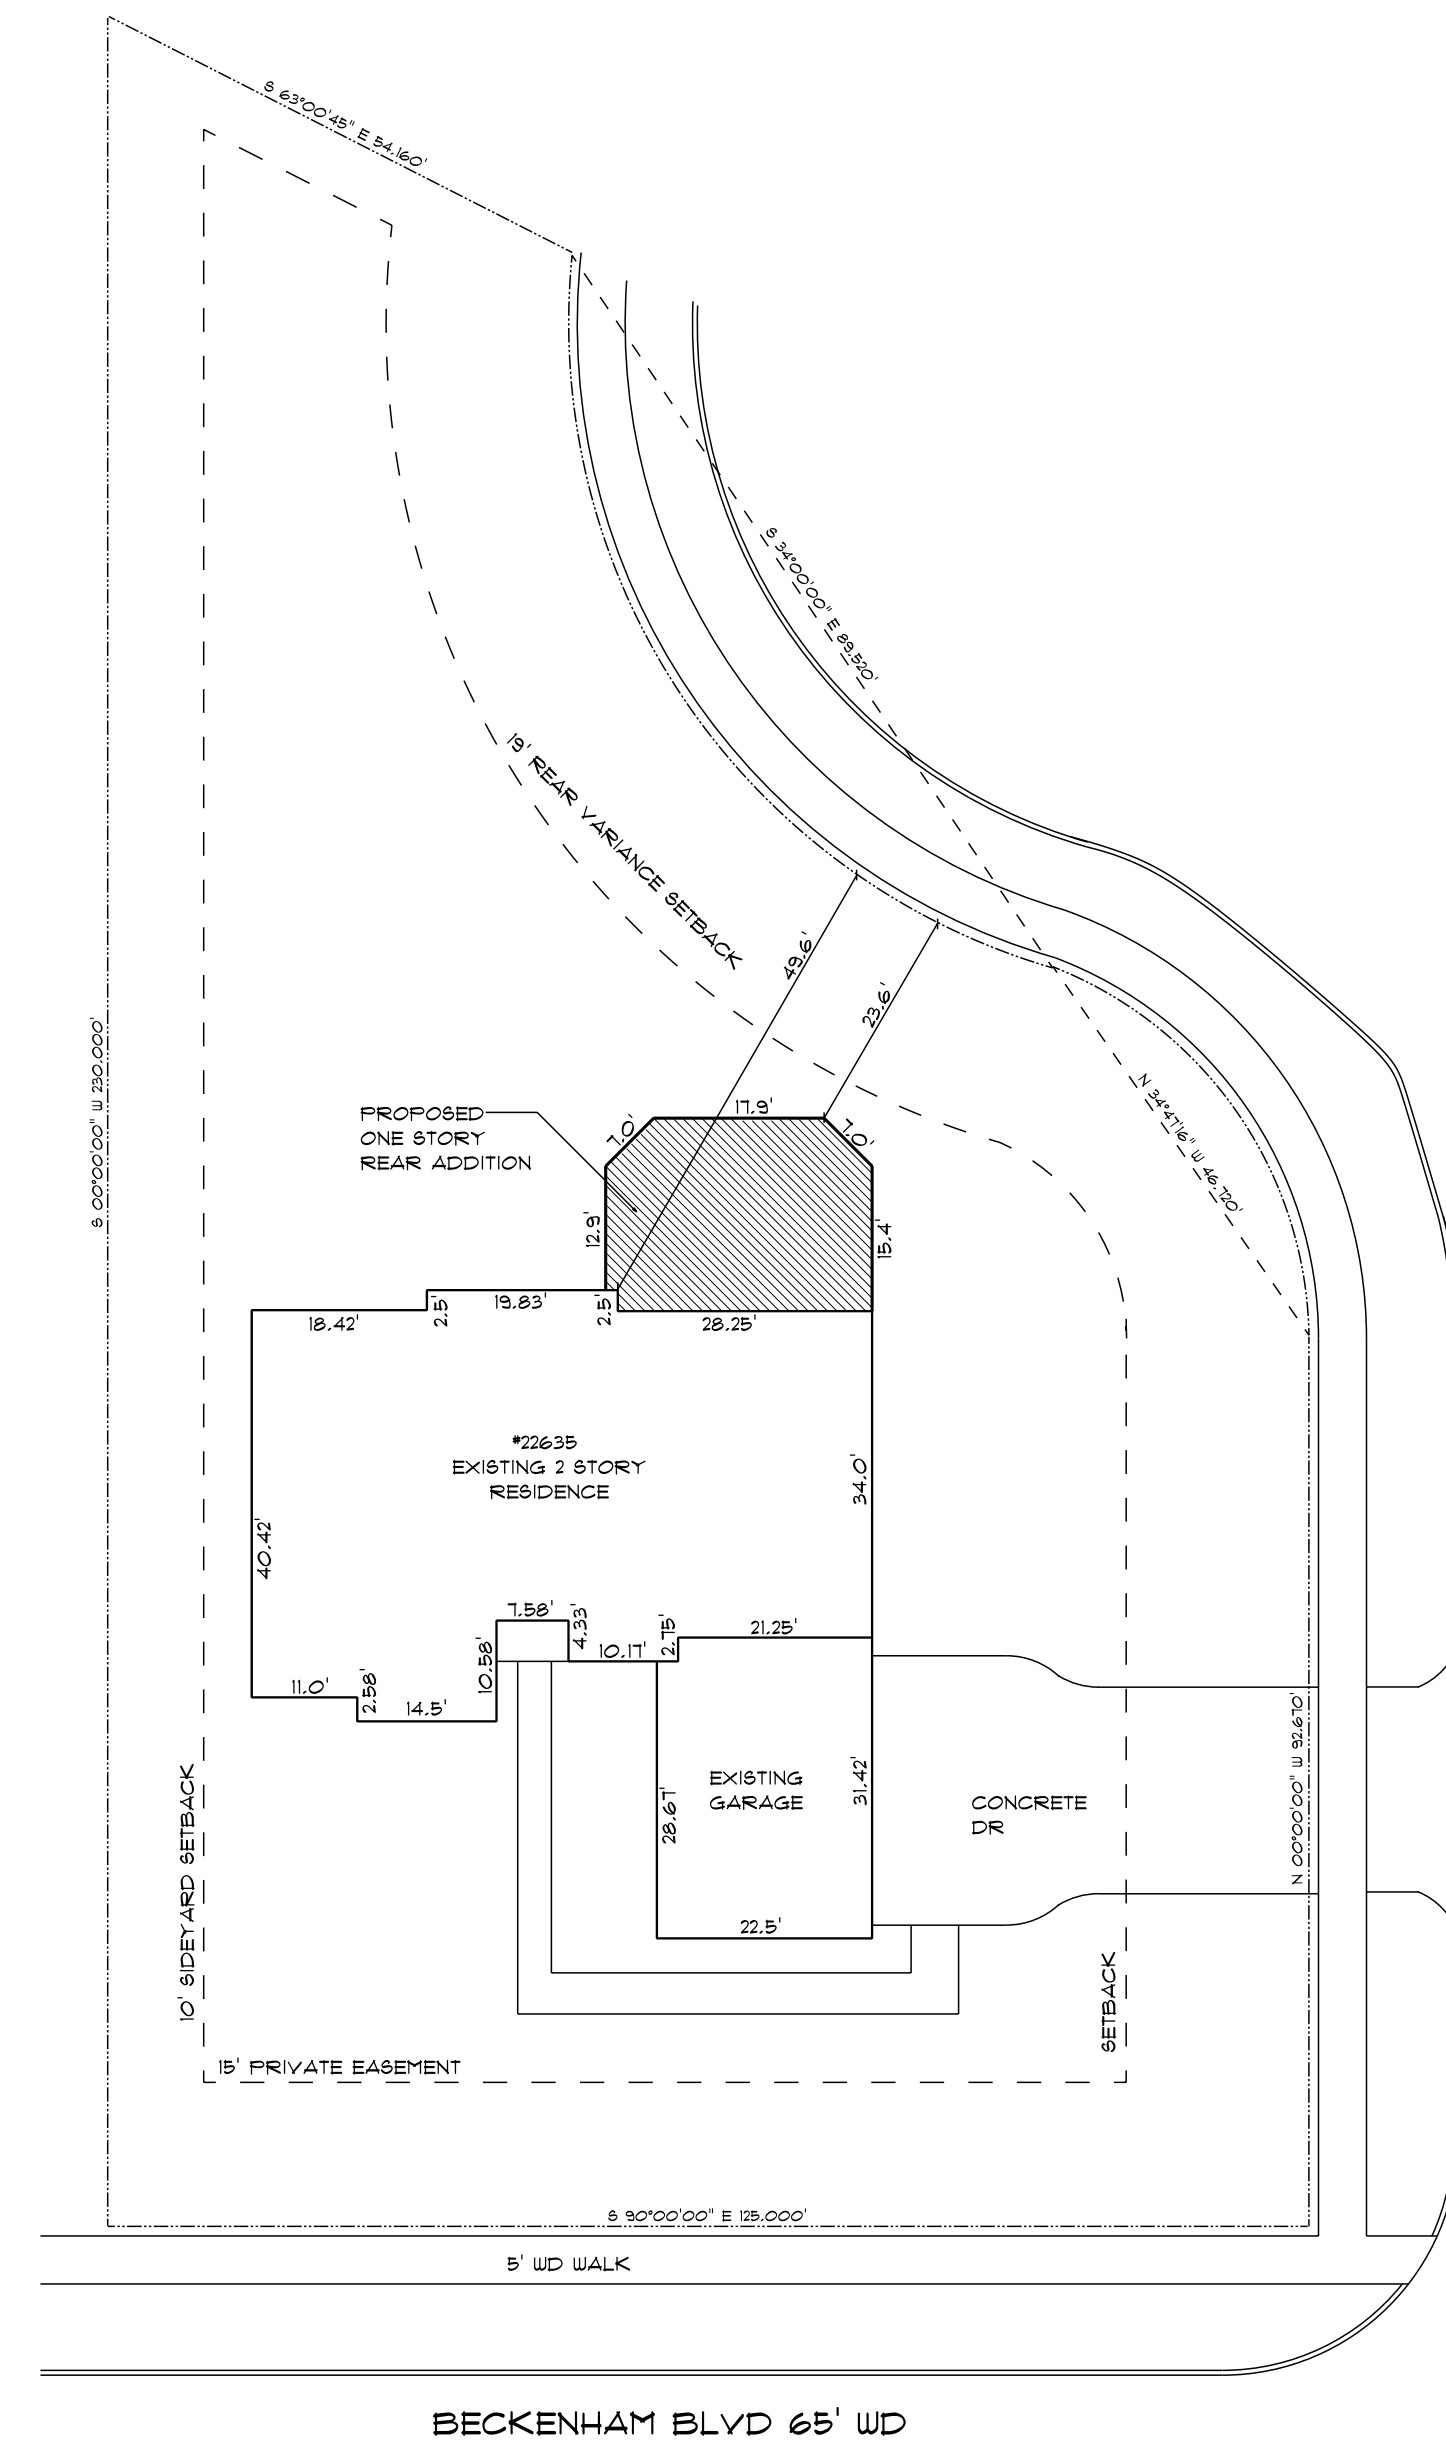 S 63°00'45" E 54.160'
S 34°00'00" E 89.520'
19' REAR VARIANCE SETBACK
49.6'
23.6'
S 00°00'00" W 230.000'
N 34°47'16" W 46.720'
PROPOSED
ONE STORY
REAR ADDITION
7.0'
17.9'
7.0'
12.9'
15.4'
18.42'
2.5'
19.83'
2.5'
28.25'
#22635
EXISTING 2 STORY
RESIDENCE
34.0'
40.42'
7.58'
4.33'
10.17'
2.75'
21.25'
10.58'
11.0'
2.58'
14.5'
EXISTING
GARAGE
28.67'
31.42'
22.5'
CONCRETE
DR
N 00°00'00" W 92.670'
10' SIDEYARD SETBACK
SETBACK
15' PRIVATE EASEMENT
S 90°00'00" E 125.000'
5' WD WALK
BECKENHAM BLVD 65' WD